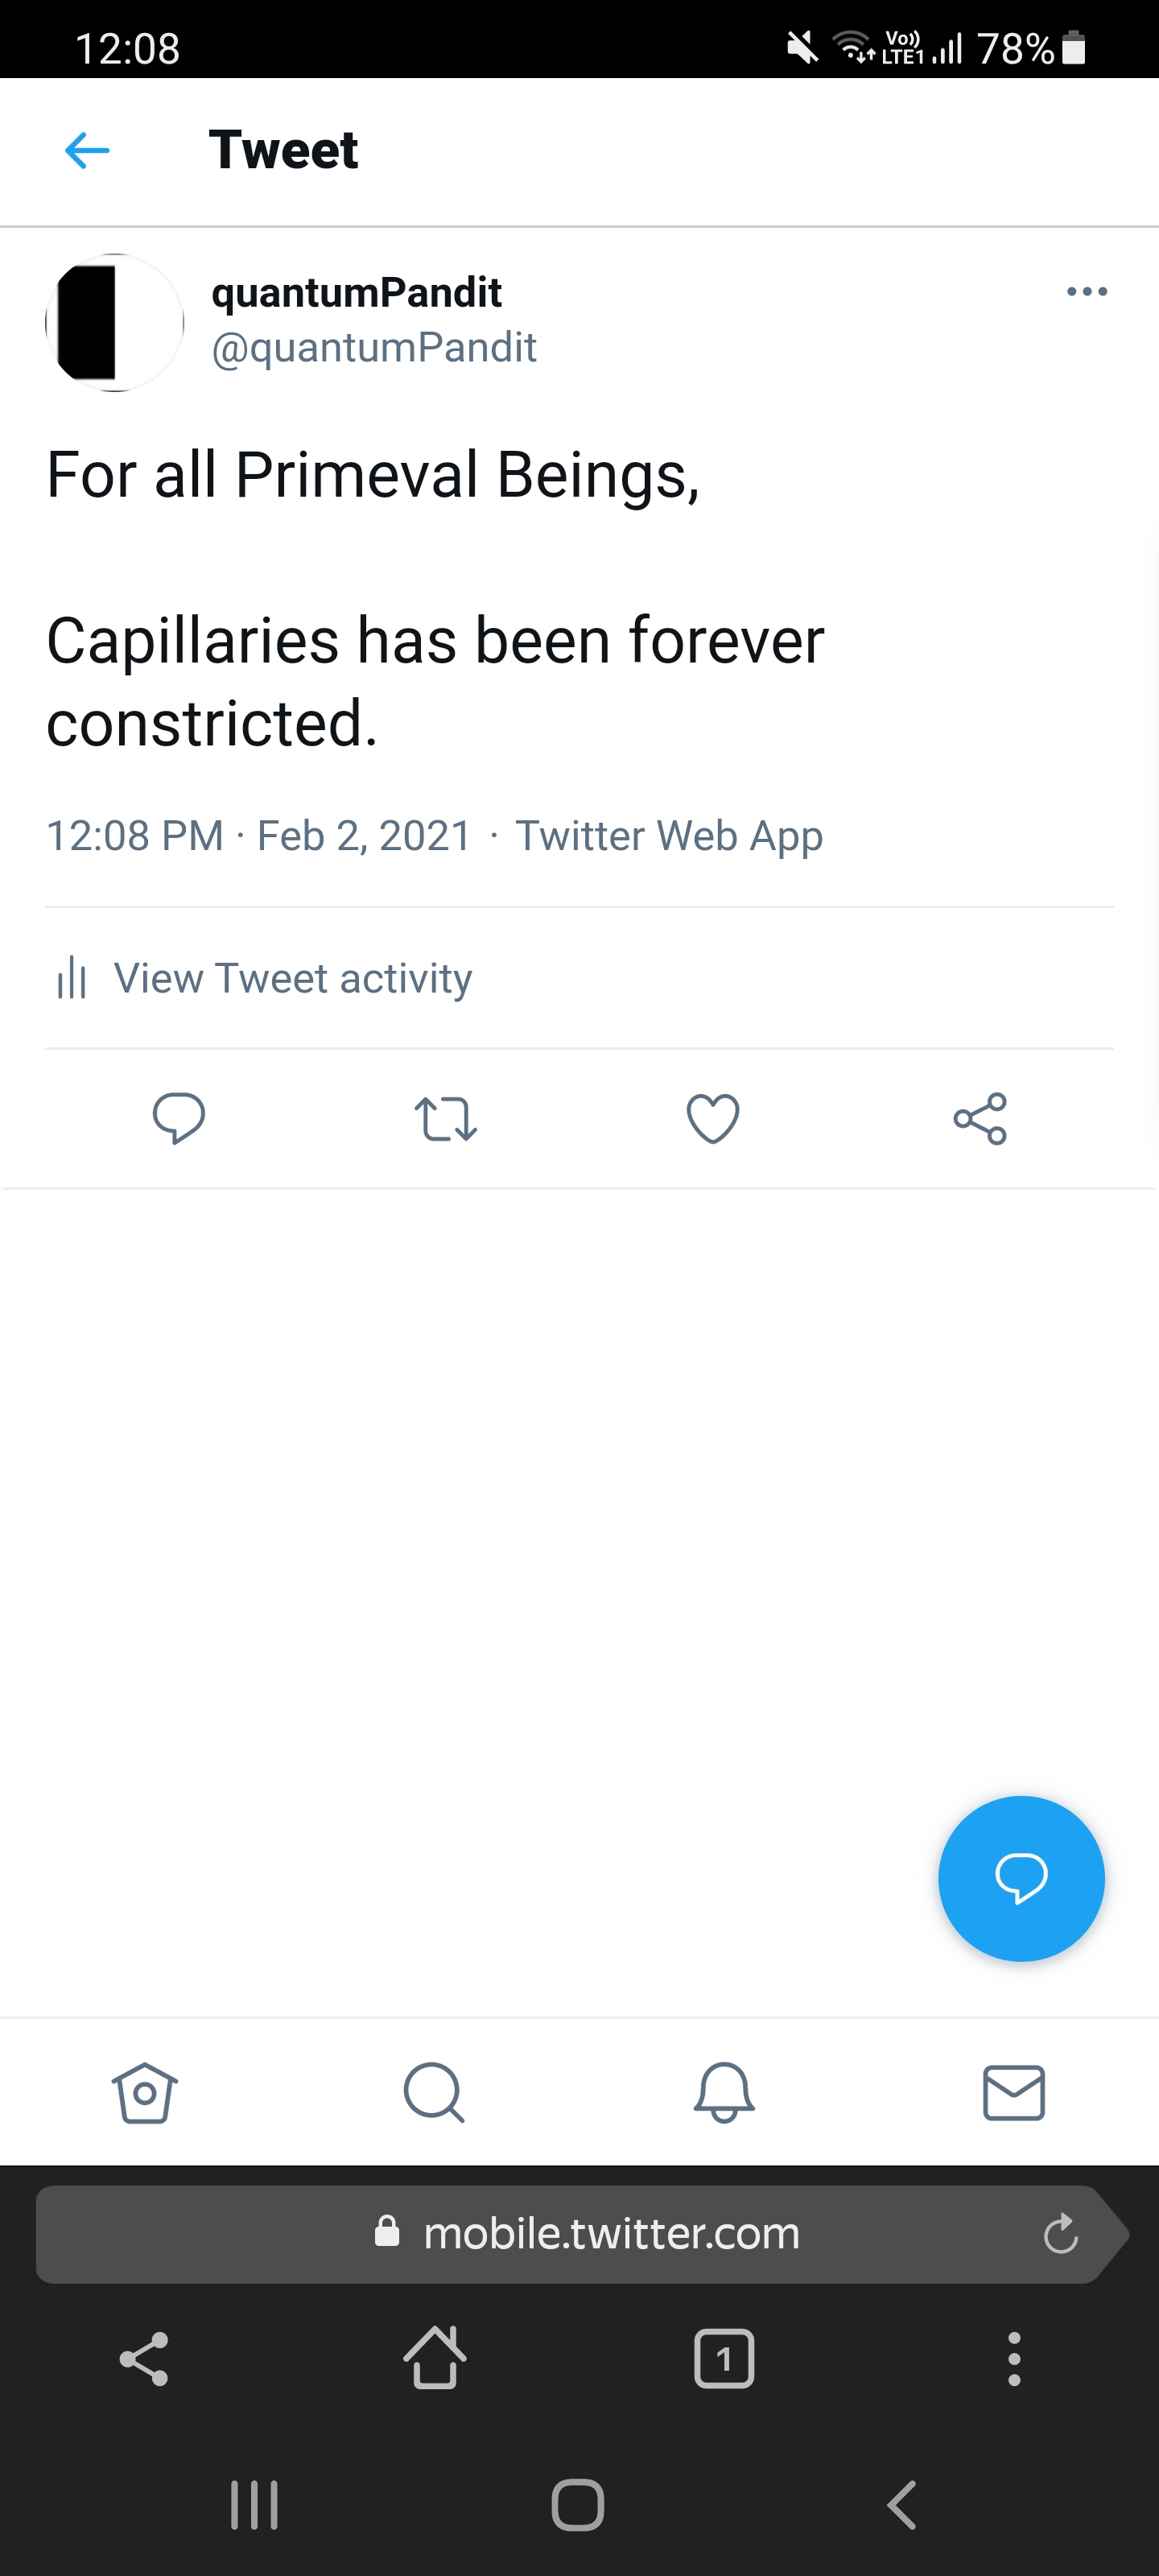 12:08
Vo)) LTE1 78%
Tweet
quantumPandit
@quantumPandit
For all Primeval Beings,
Capillaries has been forever
constricted.
12:08 PM · Feb 2, 2021 · Twitter Web App
View Tweet activity
mobile.twitter.com
1